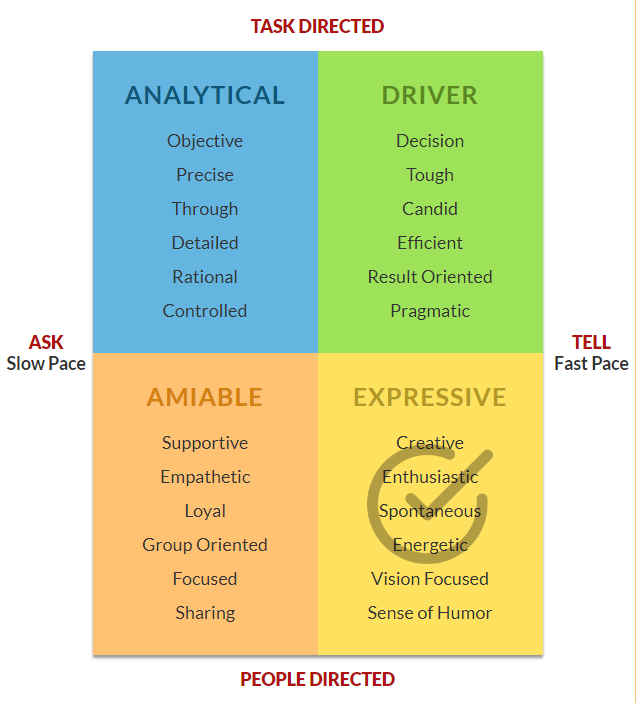 TASK DIRECTED
ANALYTICAL
Objective
Precise
Through
Detailed
Rational
Controlled
DRIVER
Decision
Tough
Candid
Efficient
Result Oriented
Pragmatic
ASK
Slow Pace
TELL
Fast Pace
AMIABLE
Supportive
Empathetic
Loyal
Group Oriented
Focused
Sharing
EXPRESSIVE
Creative
Enthusiastic
Spontaneous
Energetic
Vision Focused
Sense of Humor
PEOPLE DIRECTED